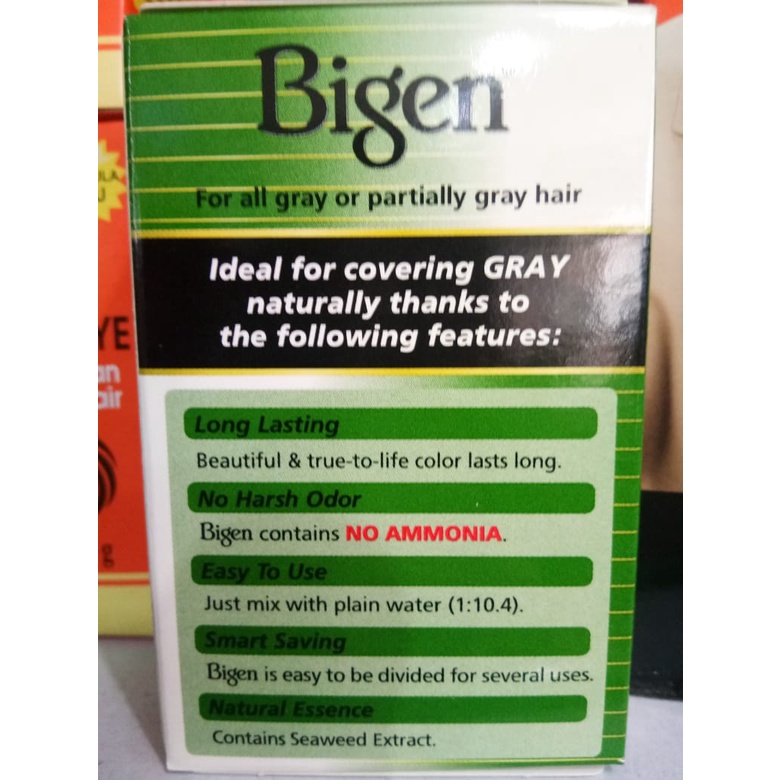 Bigen
For all gray or partially gray hair
Ideal for covering GRAY
naturally thanks to
the following features:
Long Lasting
Beautiful & true-to-life color lasts long.
No Harsh Odor
Bigen contains NO AMMONIA.
Easy To Use
Just mix with plain water (1:10.4).
Smart Saving
Bigen is easy to be divided for several uses.
Natural Essence
Contains Seaweed Extract.